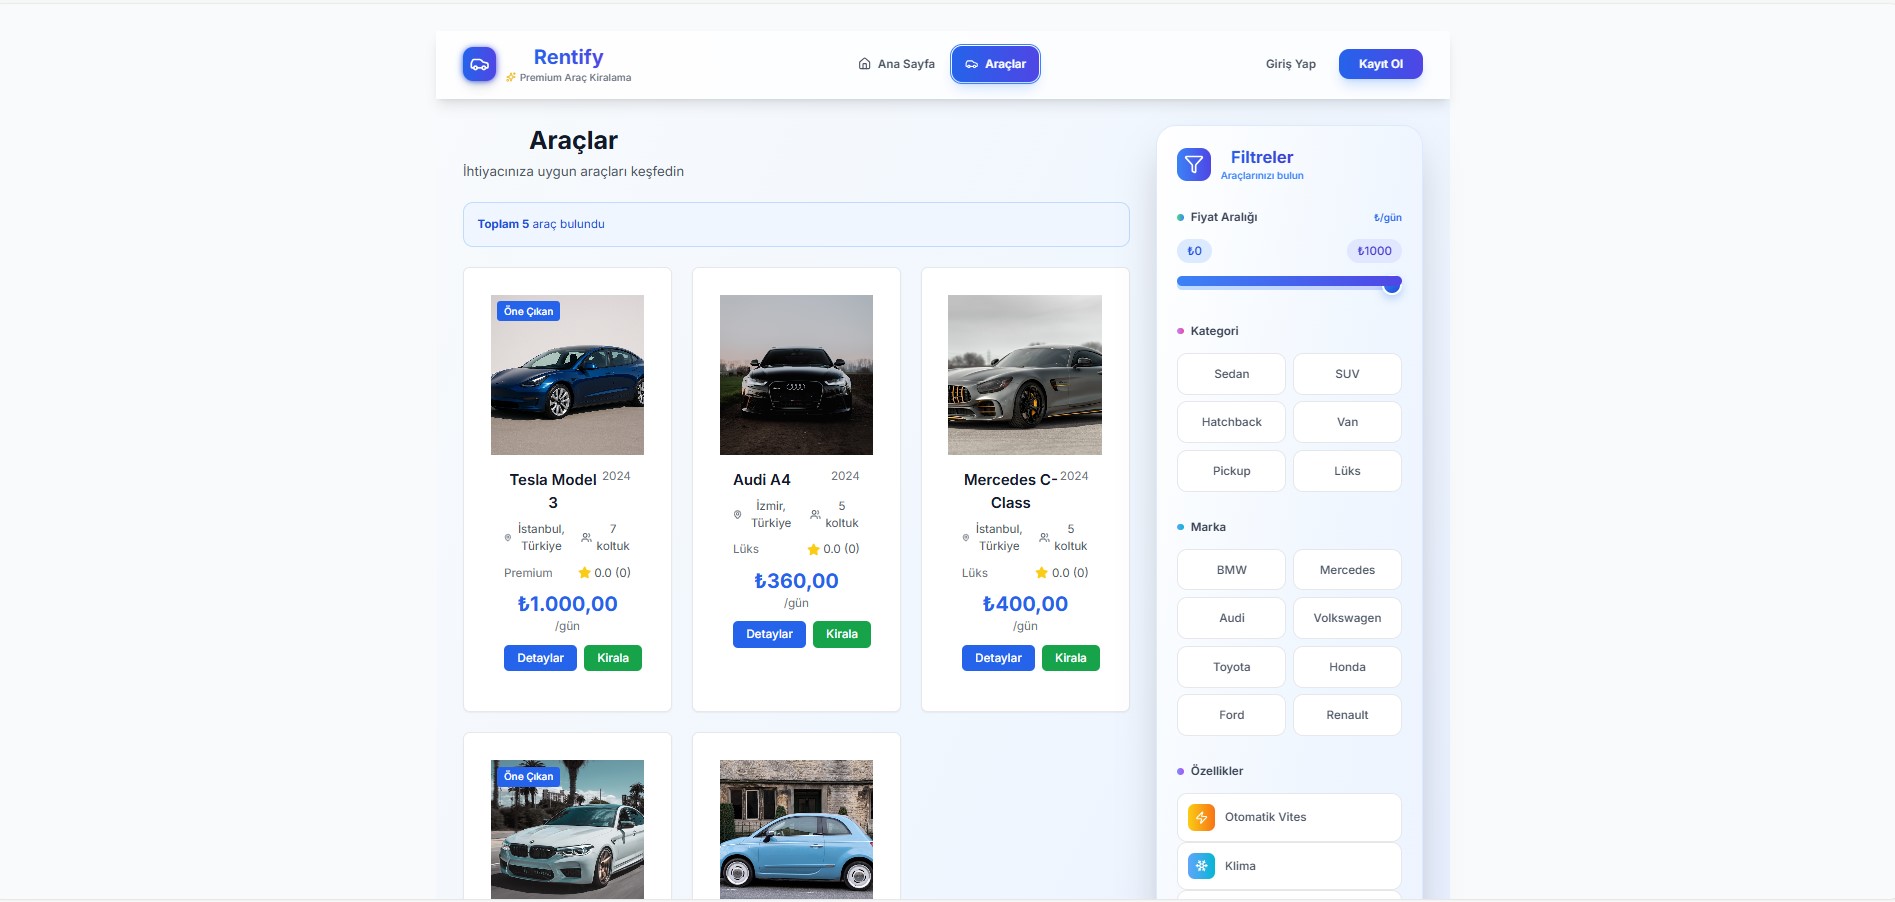 Rentify
Premium Araç Kiralama
Ana Sayfa
Araçlar
Giriş Yap
Kayıt Ol
Araçlar
İhtiyacınıza uygun araçları keşfedin
Toplam 5 araç bulundu
Öne Çıkan
Tesla Model
3
2024
İstanbul,
Türkiye
7
koltuk
Premium
0.0 (0)
₺1.000,00
/gün
Detaylar
Kirala
Audi A4
2024
İzmir,
Türkiye
5
koltuk
Lüks
0.0 (0)
₺360,00
/gün
Detaylar
Kirala
Mercedes C-
Class
2024
İstanbul,
Türkiye
5
koltuk
Lüks
0.0 (0)
₺400,00
/gün
Detaylar
Kirala
Öne Çıkan
Filtreler
Araçlarınızı bulun
Fiyat Aralığı
₺/gün
₺0
₺1000
Kategori
Sedan
SUV
Hatchback
Van
Pickup
Lüks
Marka
BMW
Mercedes
Audi
Volkswagen
Toyota
Honda
Ford
Renault
Özellikler
Otomatik Vites
Klima